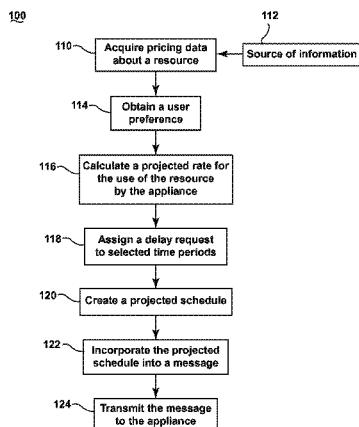 100
112
110
Acquire pricing data
about a resource
Source of information
114
Obtain a user
preference
116
Calculate a projected rate for
the use of the resource
by the appliance
118
Assign a delay request
to selected time periods
120
Create a projected schedule
122
Incorporate the projected
schedule into a message
124
Transmit the message
to the appliance